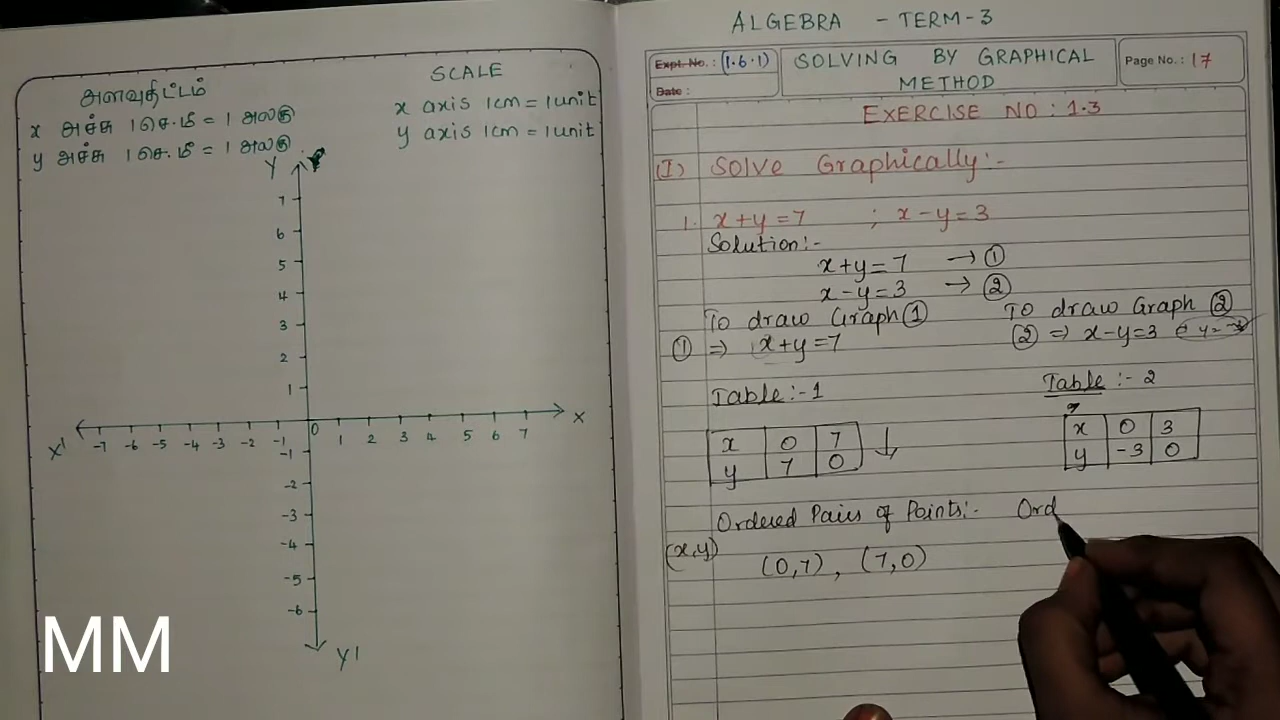 அளவுதிட்டம்
x அச்சு 1செ.மீ = 1 அலகு
y அச்சு 1செ.மீ = 1 அலகு
SCALE
x axis 1cm = 1unit
y axis 1cm = 1unit
Y
7
6
5
4
3
2
1
X' -7 -6 -5 -4 -3 -2 -1 0 1 2 3 4 5 6 7 X
-1
-2
-3
-4
-5
-6
Y'
MM
ALGEBRA - TERM-3
Expt. No. : (1.6.1)
Date :
SOLVING BY GRAPHICAL
METHOD
Page No. : 17
EXERCISE NO : 1.3
(I) Solve Graphically:-
1. x+y=7 ; x-y=3
Solution:-
x+y=7 → ①
x-y=3 → ②
To draw Graph ①
① ⇒ x+y=7
Table:-1
x 0 7
y 7 0
Ordered Pairs of Points:-
(x,y) (0,7), (7,0)
To draw Graph ②
② ⇒ x-y=3
Table:-2
x 0 3
y -3 0
Ord